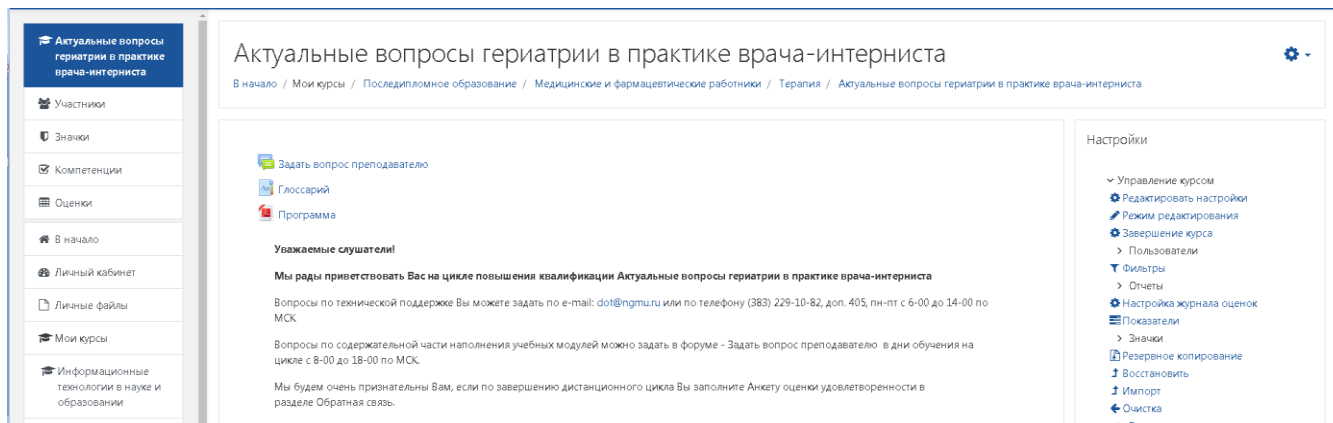 Актуальные вопросы
гериатрии в практике
врача-интерниста
Участники
Значки
Компетенции
Оценки
В начало
Личный кабинет
Личные файлы
Мои курсы
Информационные
технологии в науке и
образовании
Актуальные вопросы гериатрии в практике врача-интерниста
В начало / Мои курсы / Последипломное образование / Медицинские и фармацевтические работники / Терапия / Актуальные вопросы гериатрии в практике врача-интерниста
Задать вопрос преподавателю
Глоссарий
Программа
Уважаемые слушатели!
Мы рады приветствовать Вас на цикле повышения квалификации Актуальные вопросы гериатрии в практике врача-интерниста
Вопросы по технической поддержке Вы можете задать по e-mail: dot@ngmu.ru или по телефону (383) 229-10-82, доп. 405, пн-пт с 6-00 до 14-00 по
МСК
Вопросы по содержательной части наполнения учебных модулей можно задать в форуме - Задать вопрос преподавателю в дни обучения на
цикле с 8-00 до 18-00 по МСК.
Мы будем очень признательны Вам, если по завершению дистанционного цикла Вы заполните Анкету оценки удовлетворенности в
разделе Обратная связь.
Настройки
Управление курсом
Редактировать настройки
Режим редактирования
Завершение курса
Пользователи
Фильтры
Отчеты
Настройка журнала оценок
Показатели
Значки
Резервное копирование
Восстановить
Импорт
Очистка